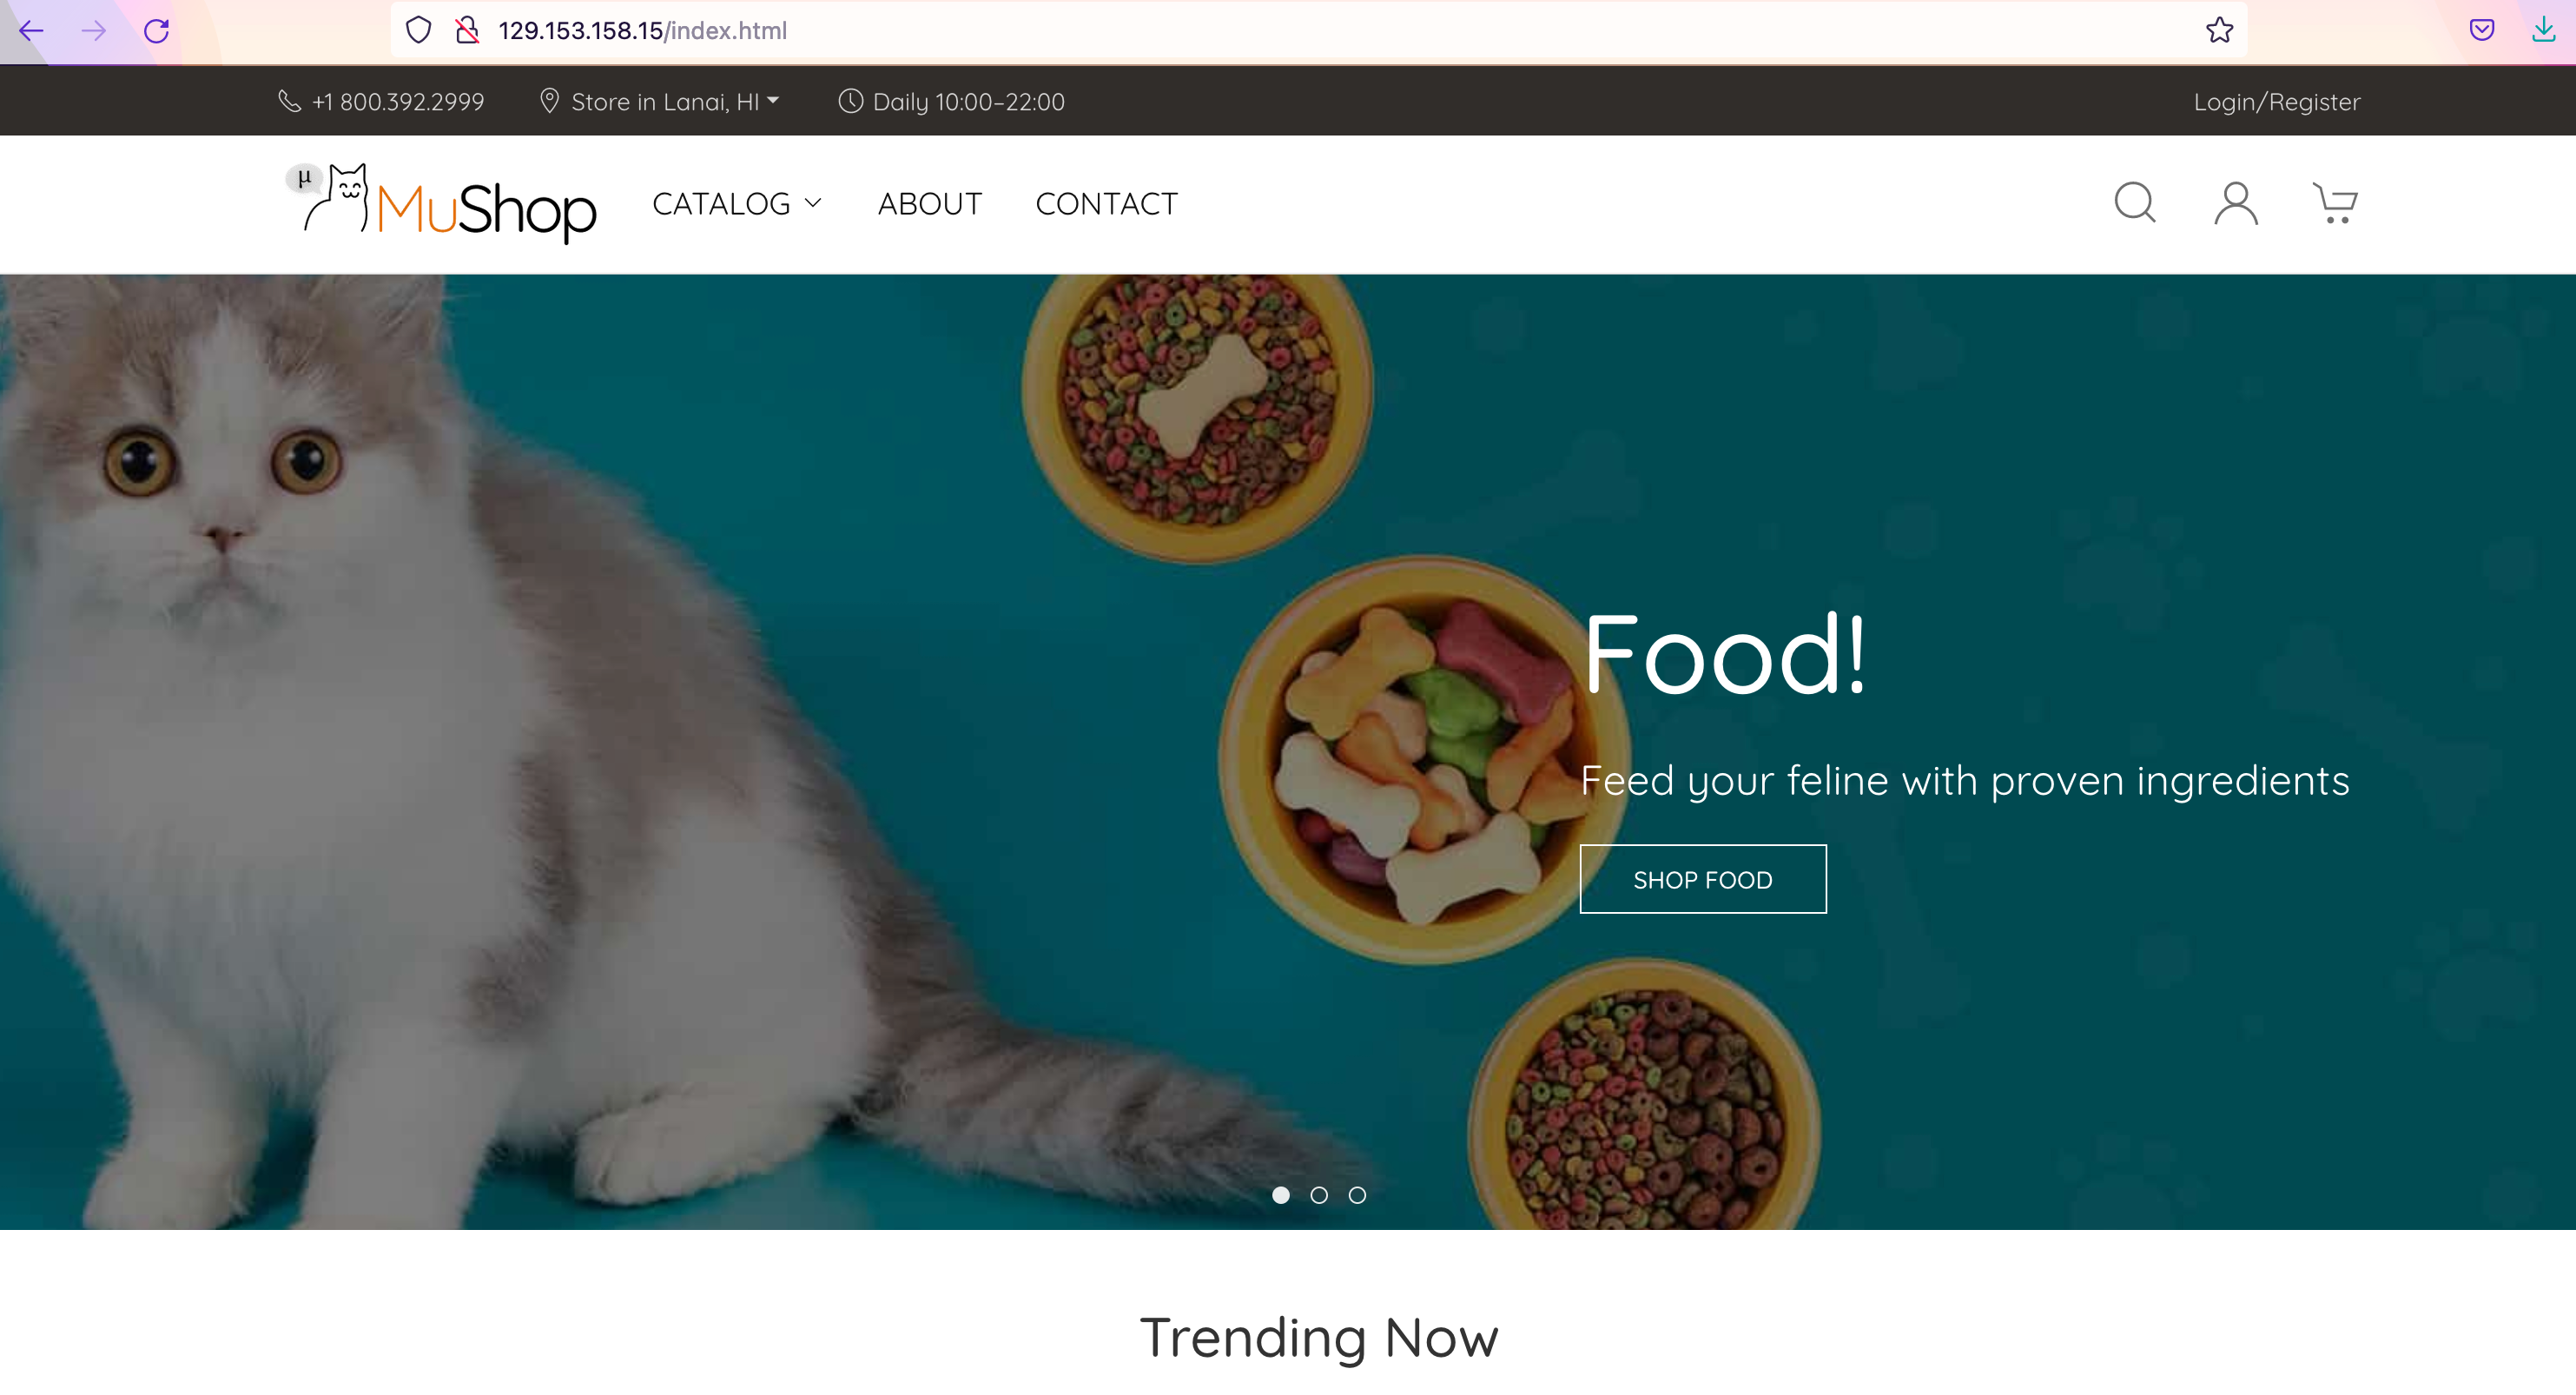 129.153.158.15/index.html
+1 800.392.2999 Store in Lanai, HI Daily 10:00–22:00 Login/Register
μ MuShop CATALOG ABOUT CONTACT
Food!
Feed your feline with proven ingredients
SHOP FOOD
Trending Now